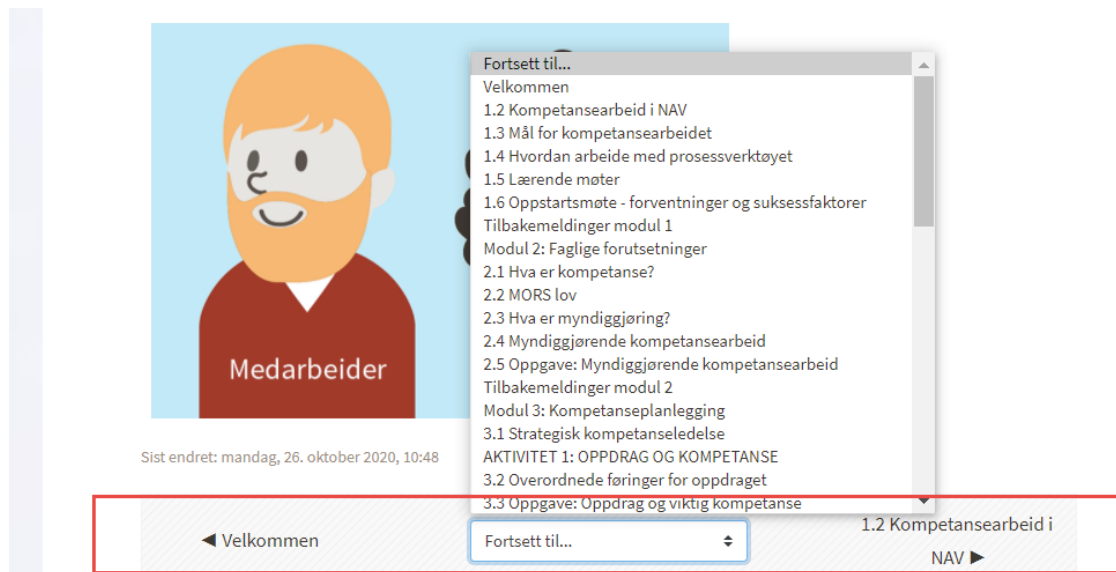 Fortsett til...
Velkommen
1.2 Kompetansearbeid i NAV
1.3 Mål for kompetansearbeidet
1.4 Hvordan arbeide med prosessverktøyet
1.5 Lærende møter
1.6 Oppstartsmøte - forventninger og suksessfaktorer
Tilbakemeldinger modul 1
Modul 2: Faglige forutsetninger
2.1 Hva er kompetanse?
2.2 MORS lov
2.3 Hva er myndiggjøring?
2.4 Myndiggjørende kompetansearbeid
2.5 Oppgave: Myndiggjørende kompetansearbeid
Tilbakemeldinger modul 2
Modul 3: Kompetanseplanlegging
3.1 Strategisk kompetanseledelse
AKTIVITET 1: OPPDRAG OG KOMPETANSE
3.2 Overordnede føringer for oppdraget
3.3 Oppgave: Oppdrag og viktig kompetanse
Medarbeider
Sist endret: mandag, 26. oktober 2020, 10:48
◄ Velkommen
Fortsett til...
1.2 Kompetansearbeid i
NAV ►